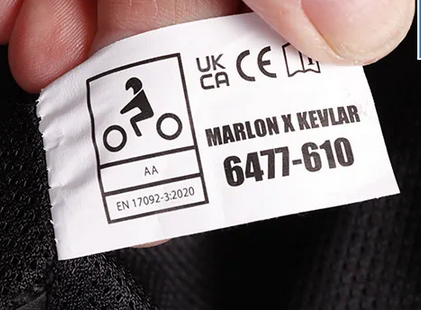 UK
CA CE
MARLON X KEVLAR
6477-610
AA
EN 17092-3:2020